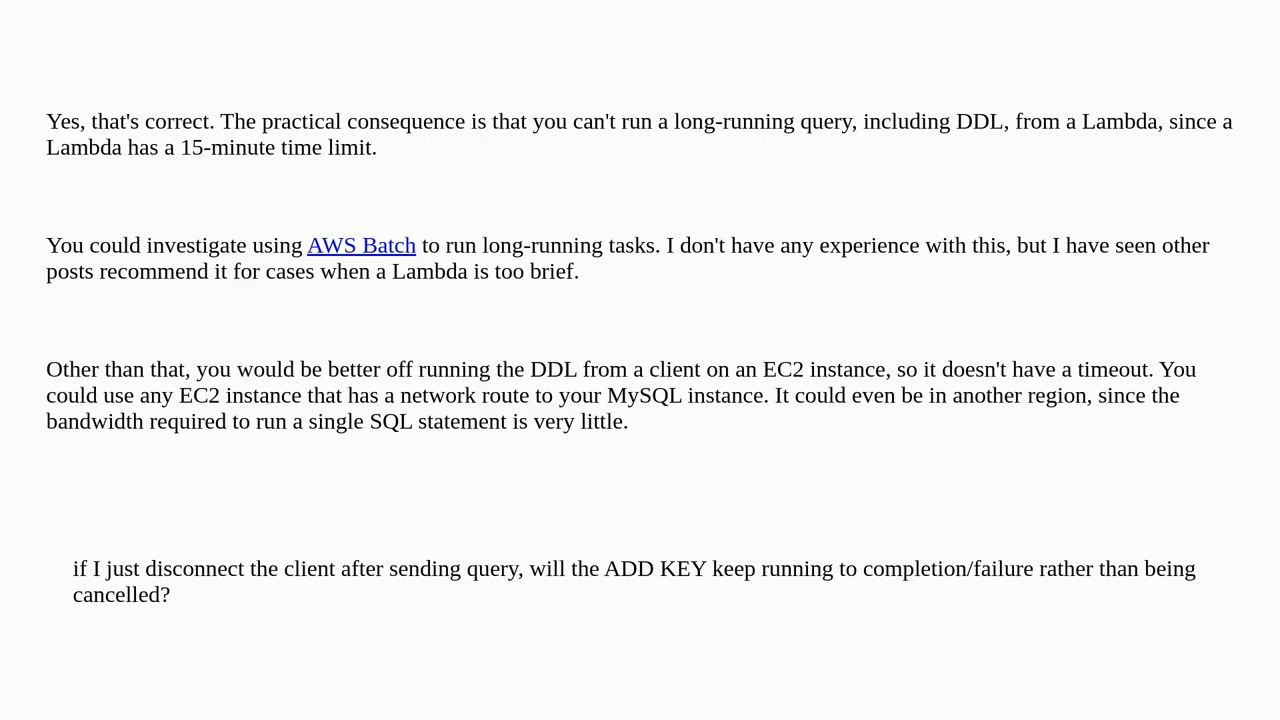 Yes, that's correct. The practical consequence is that you can't run a long-running query, including DDL, from a Lambda, since a
Lambda has a 15-minute time limit.
You could investigate using AWS Batch to run long-running tasks. I don't have any experience with this, but I have seen other
posts recommend it for cases when a Lambda is too brief.
Other than that, you would be better off running the DDL from a client on an EC2 instance, so it doesn't have a timeout. You
could use any EC2 instance that has a network route to your MySQL instance. It could even be in another region, since the
bandwidth required to run a single SQL statement is very little.
if I just disconnect the client after sending query, will the ADD KEY keep running to completion/failure rather than being
cancelled?